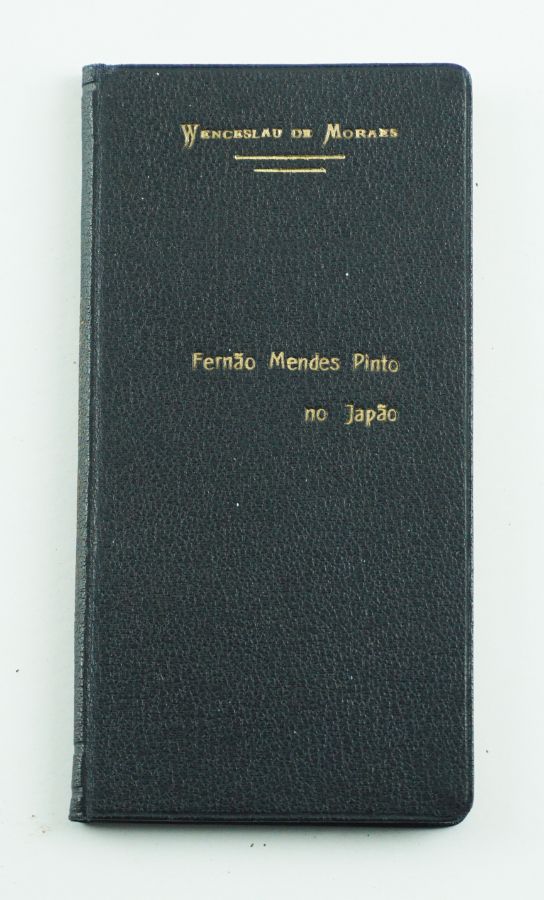 Wenceslau de Moraes
Fernão Mendes Pinto
no Japão